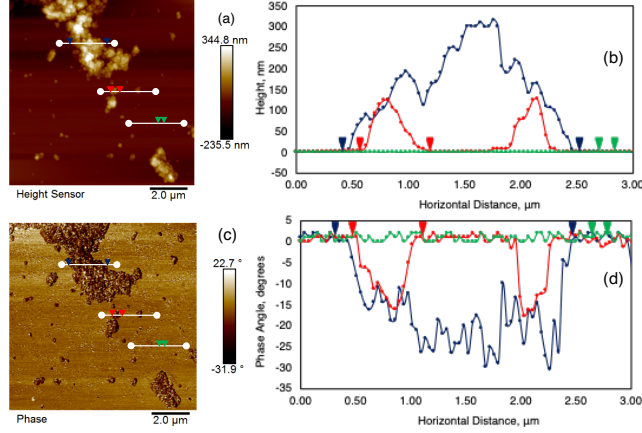 (a)
344.8 nm
-235.5 nm
Height Sensor
2.0 µm
350
300
250
200
150
100
50
0
-50
Height, nm
(b)
0.00 0.50 1.00 1.50 2.00 2.50 3.00
Horizontal Distance, µm
(c)
22.7 °
-31.9 °
Phase
2.0 µm
5
0
-5
-10
-15
-20
-25
-30
-35
Phase Angle, degrees
(d)
0.00 0.50 1.00 1.50 2.00 2.50 3.00
Horizontal Distance, µm